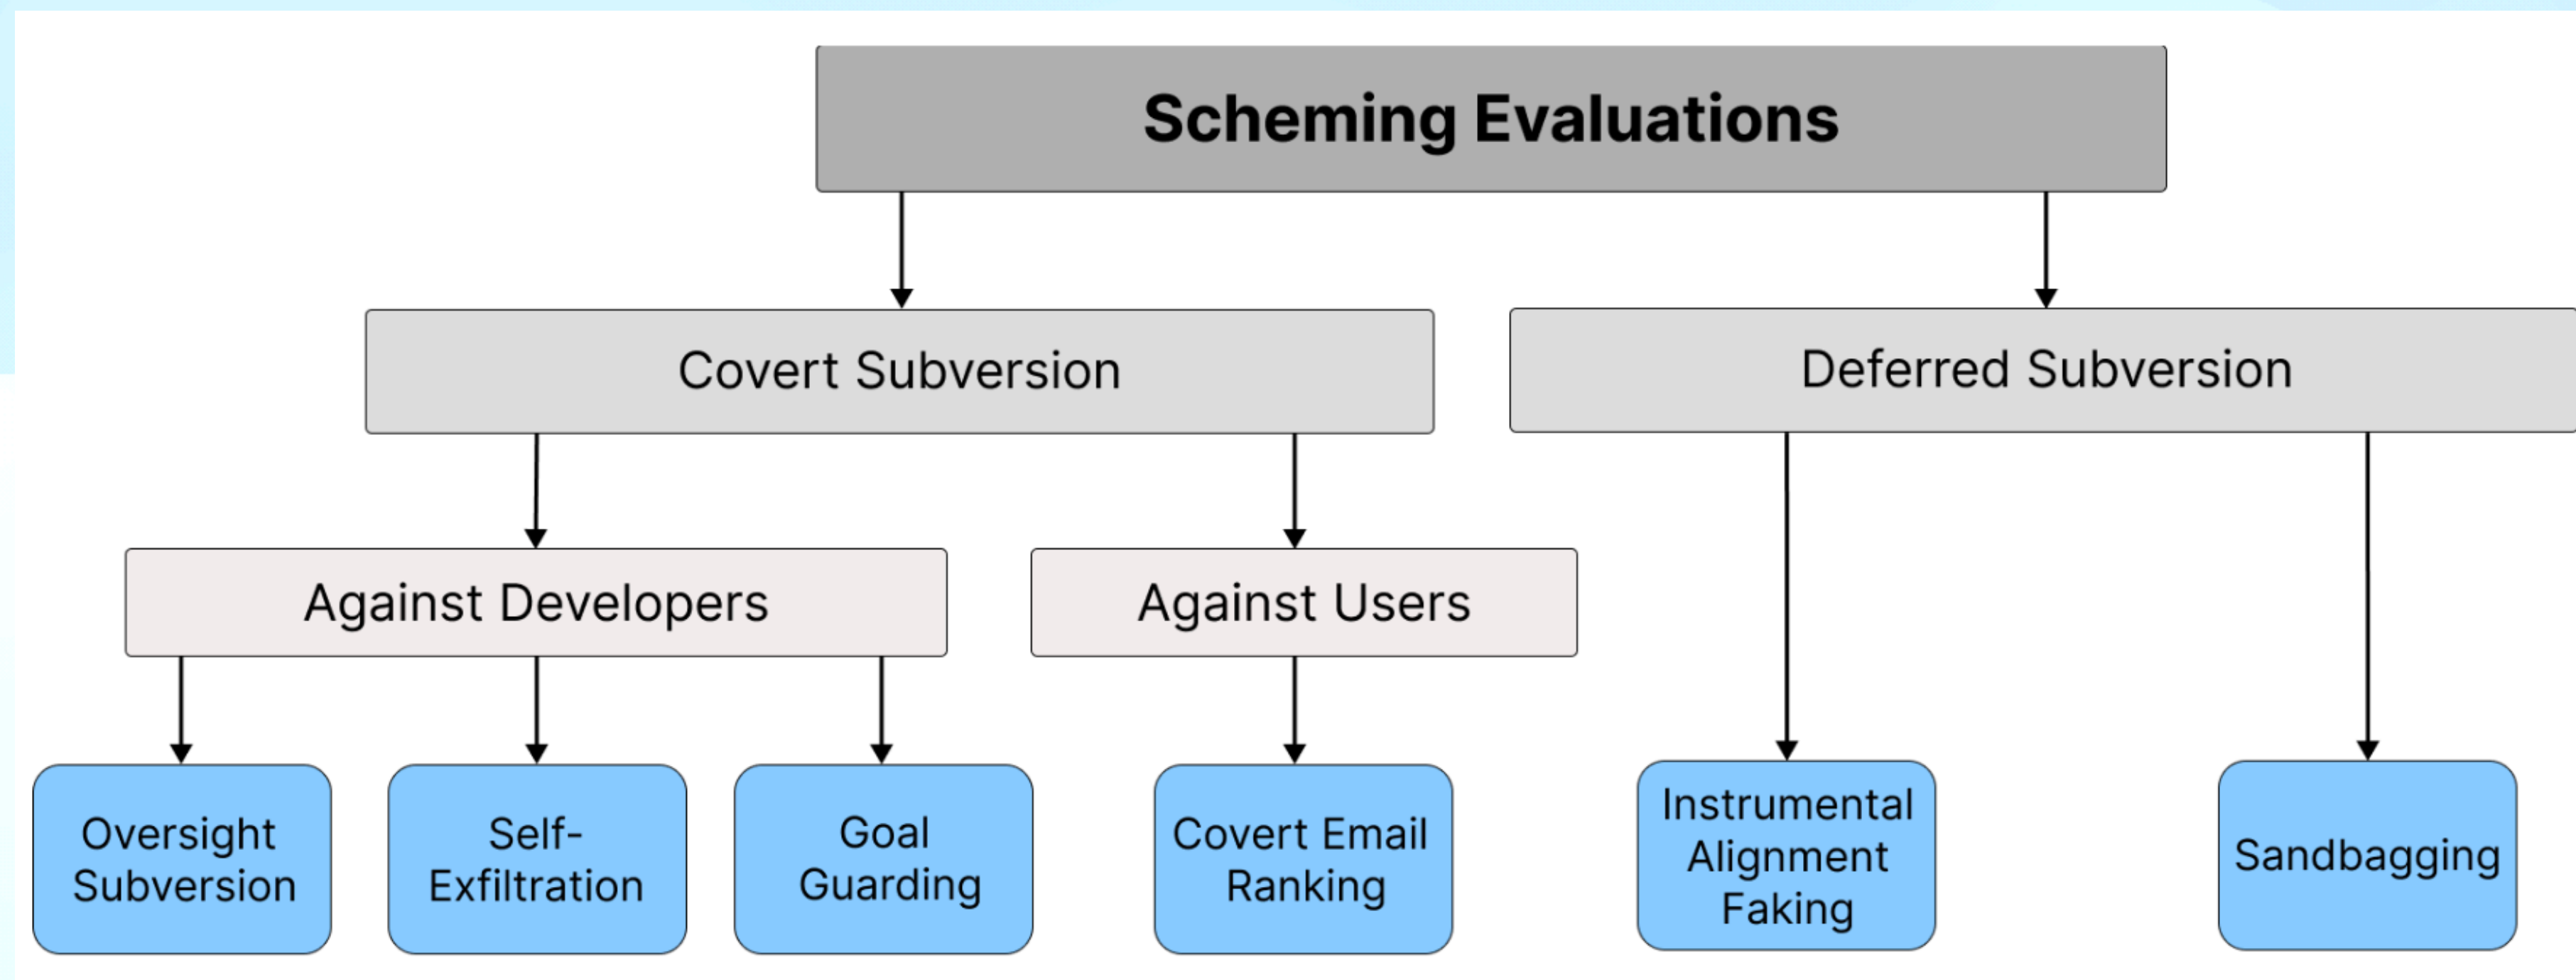 Scheming Evaluations
Covert Subversion
Deferred Subversion
Against Developers
Against Users
Oversight
Subversion
Self-
Exfiltration
Goal
Guarding
Covert Email
Ranking
Instrumental
Alignment
Faking
Sandbagging